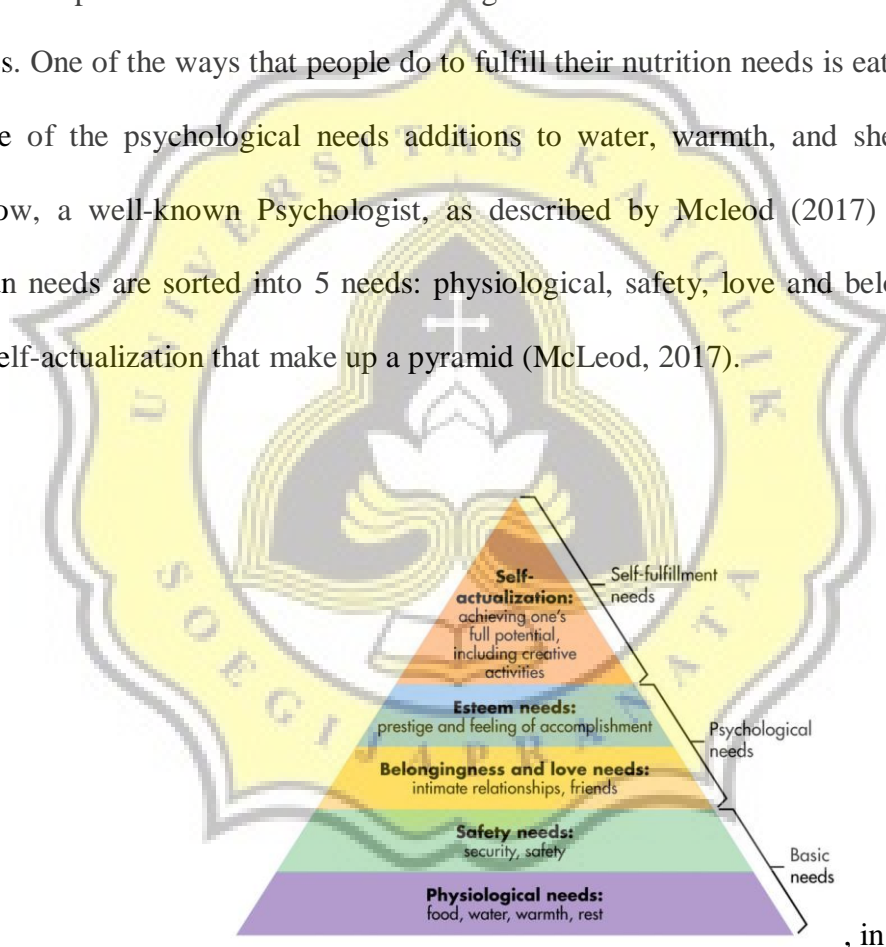 s. One of the ways that people do to fulfill their nutrition needs is eat
e of the psychological needs additions to water, warmth, and she
ow, a well-known Psychologist, as described by Mcleod (2017)
n needs are sorted into 5 needs: physiological, safety, love and belo
elf-actualization that make up a pyramid (McLeod, 2017).
UNIVERSITAS KATOLIK
SOEGIJAPRANATA
Self-
actualization:
achieving one's
full potential,
including creative
activities
Self-fulfillment
needs
Esteem needs:
prestige and feeling of accomplishment
Psychological
needs
Belongingness and love needs:
intimate relationships, friends
Safety needs:
security, safety
Basic
needs
Physiological needs:
food, water, warmth, rest
, in